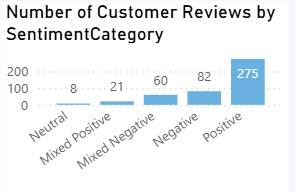 Number of Customer Reviews by
SentimentCategory
200
100
0
8
21
60
82
275
Neutral
Mixed Positive
Mixed Negative
Negative
Positive